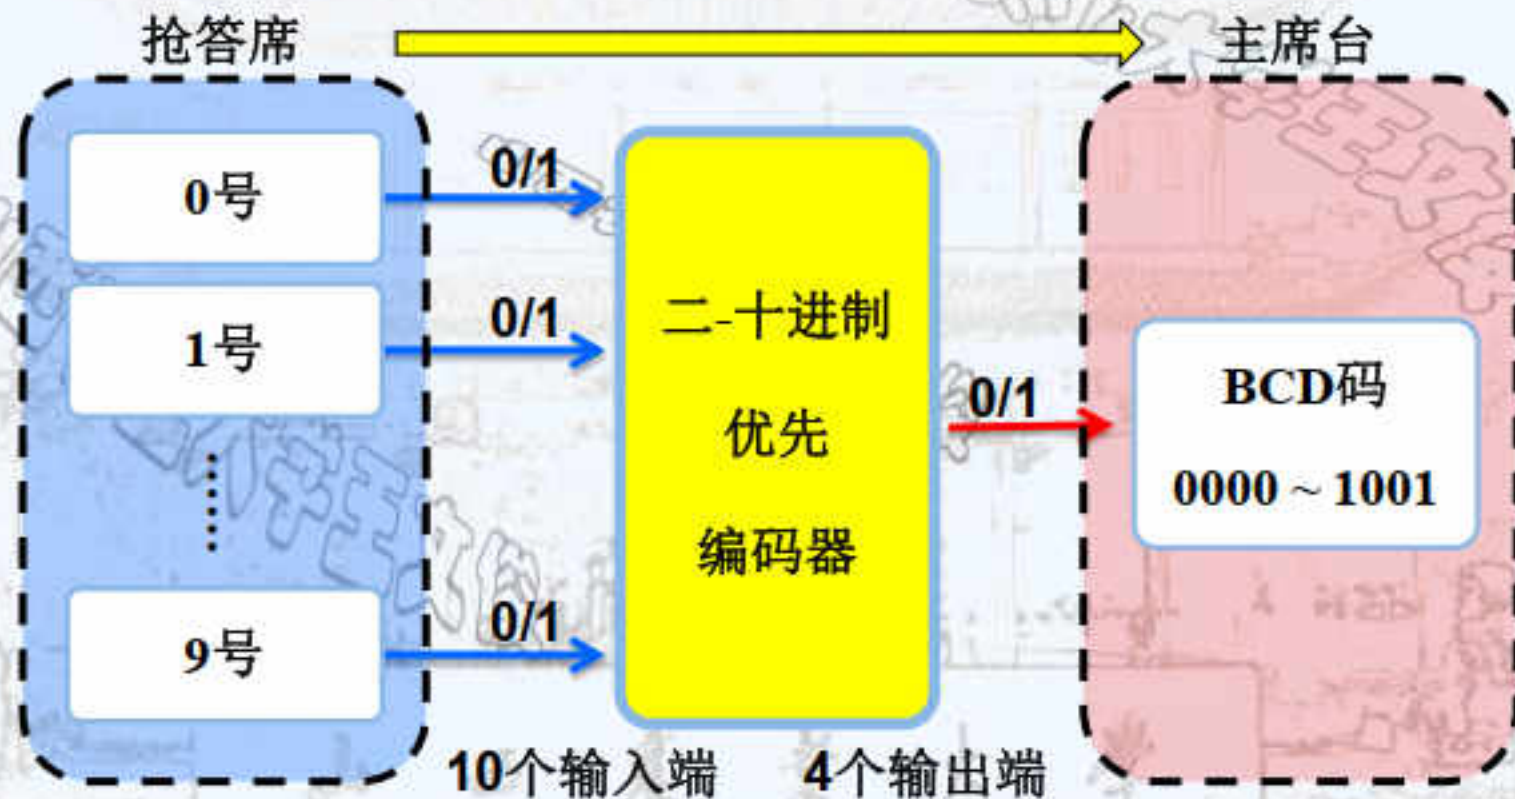 抢答席
主席台
0号
0/1
1号
0/1
……
9号
0/1
二-十进制
优先
编码器
0/1
BCD码
0000 ~ 1001
10个输入端
4个输出端